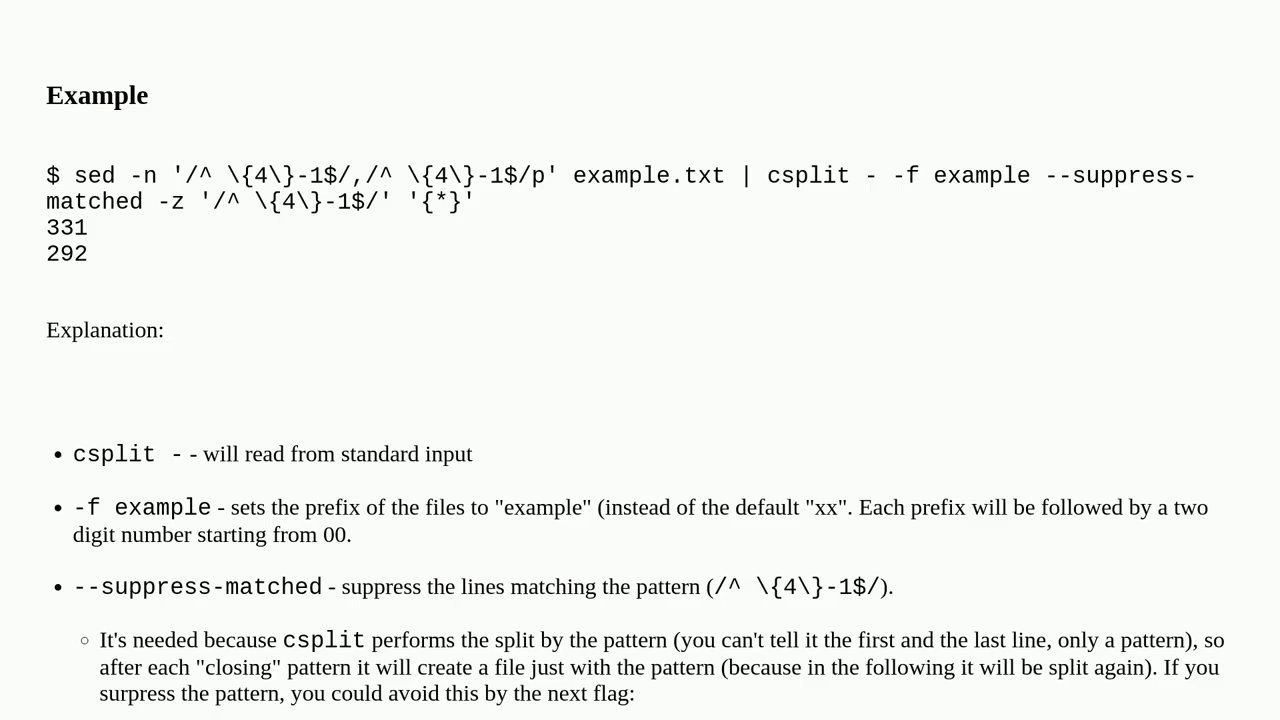 Example
$ sed -n '/^ \{4\}-1$/,/^ \{4\}-1$/p' example.txt | csplit - -f example --suppress-
matched -z '/^ \{4\}-1$/' '{*}'
331
292
Explanation:
• csplit - - will read from standard input
• -f example - sets the prefix of the files to "example" (instead of the default "xx". Each prefix will be followed by a two
digit number starting from 00.
• --suppress-matched - suppress the lines matching the pattern (/^ \{4\}-1$/).
◦ It's needed because csplit performs the split by the pattern (you can't tell it the first and the last line, only a pattern), so
after each "closing" pattern it will create a file just with the pattern (because in the following it will be split again). If you
surpress the pattern, you could avoid this by the next flag: